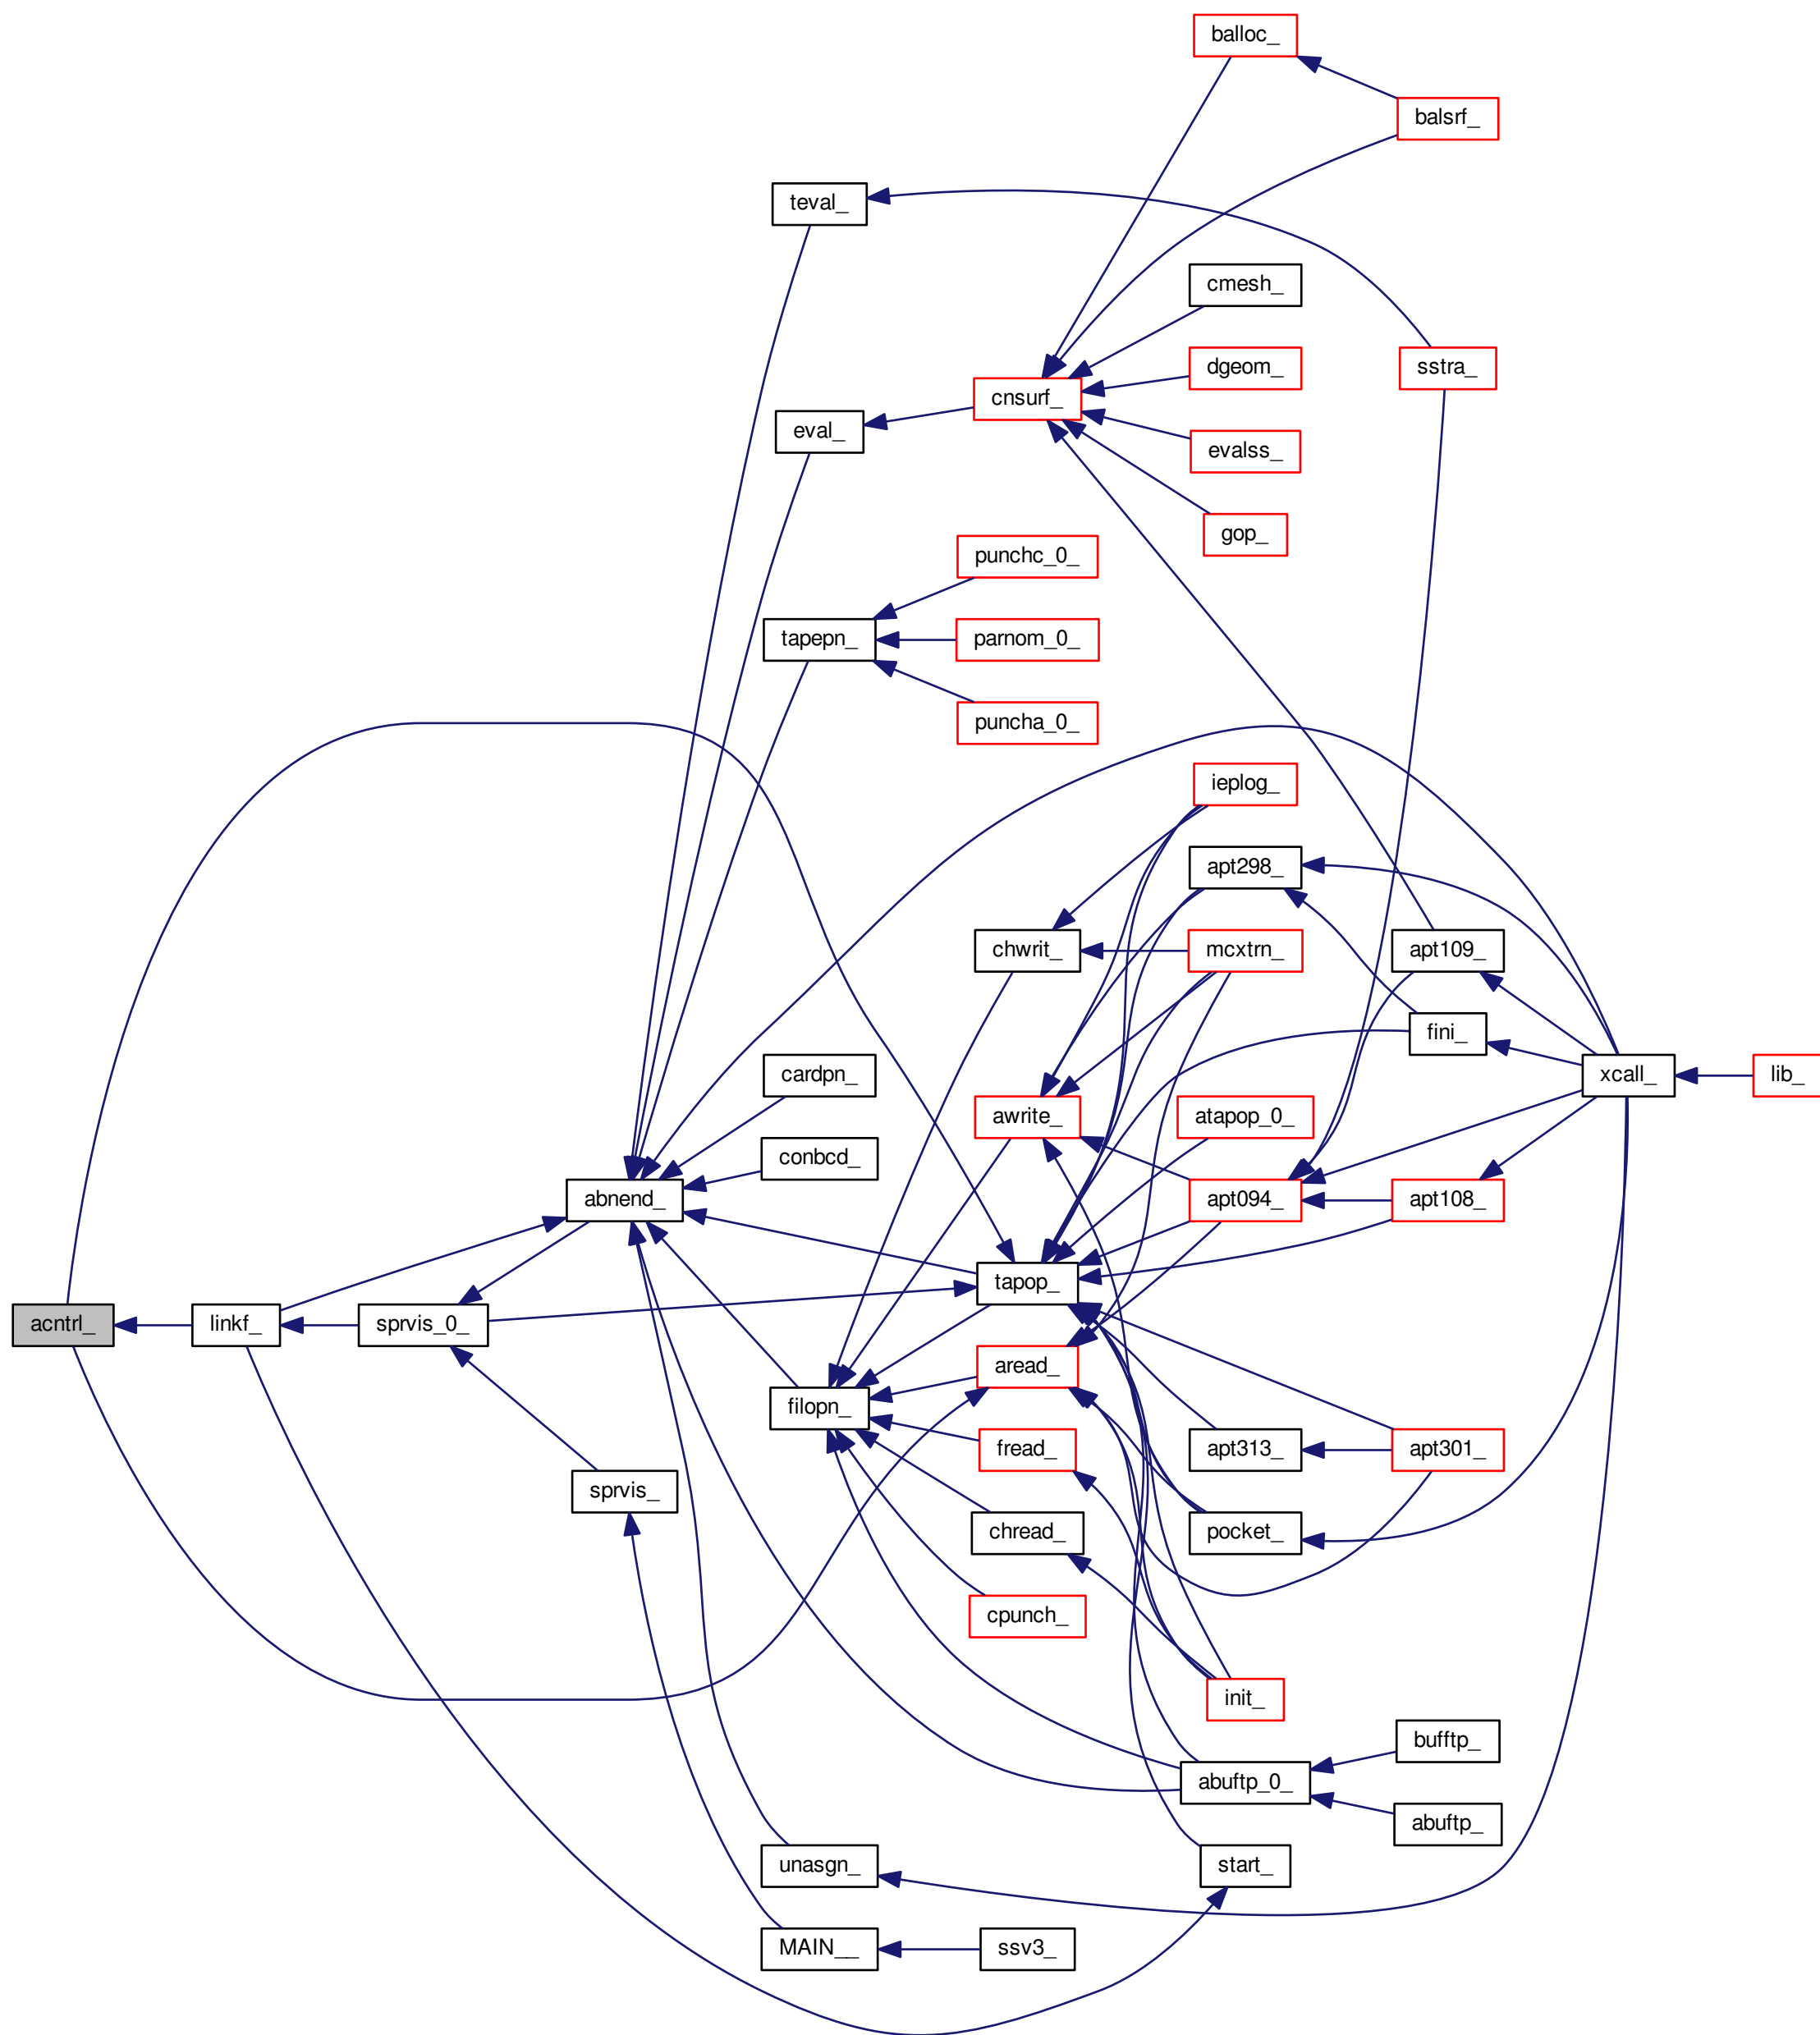 balloc_
balsrf_
teval_
cmesh_
sstra_
dgeom_
cnsurf_
eval_
evalss_
gop_
punchc_0_
tapepn_
parnom_0_
puncha_0_
ieplog_
apt298_
chwrit_
mcxtrn_
apt109_
fini_
cardpn_
xcall_
lib_
awrite_
atapop_0_
conbcd_
abnend_
apt094_
apt108_
tapop_
acntrl_
linkf_
sprvis_0_
aread_
filopn_
fread_
apt313_
apt301_
sprvis_
chread_
pocket_
cpunch_
init_
bufftp_
abuftp_0_
abuftp_
unasgn_
start_
MAIN__
ssv3_